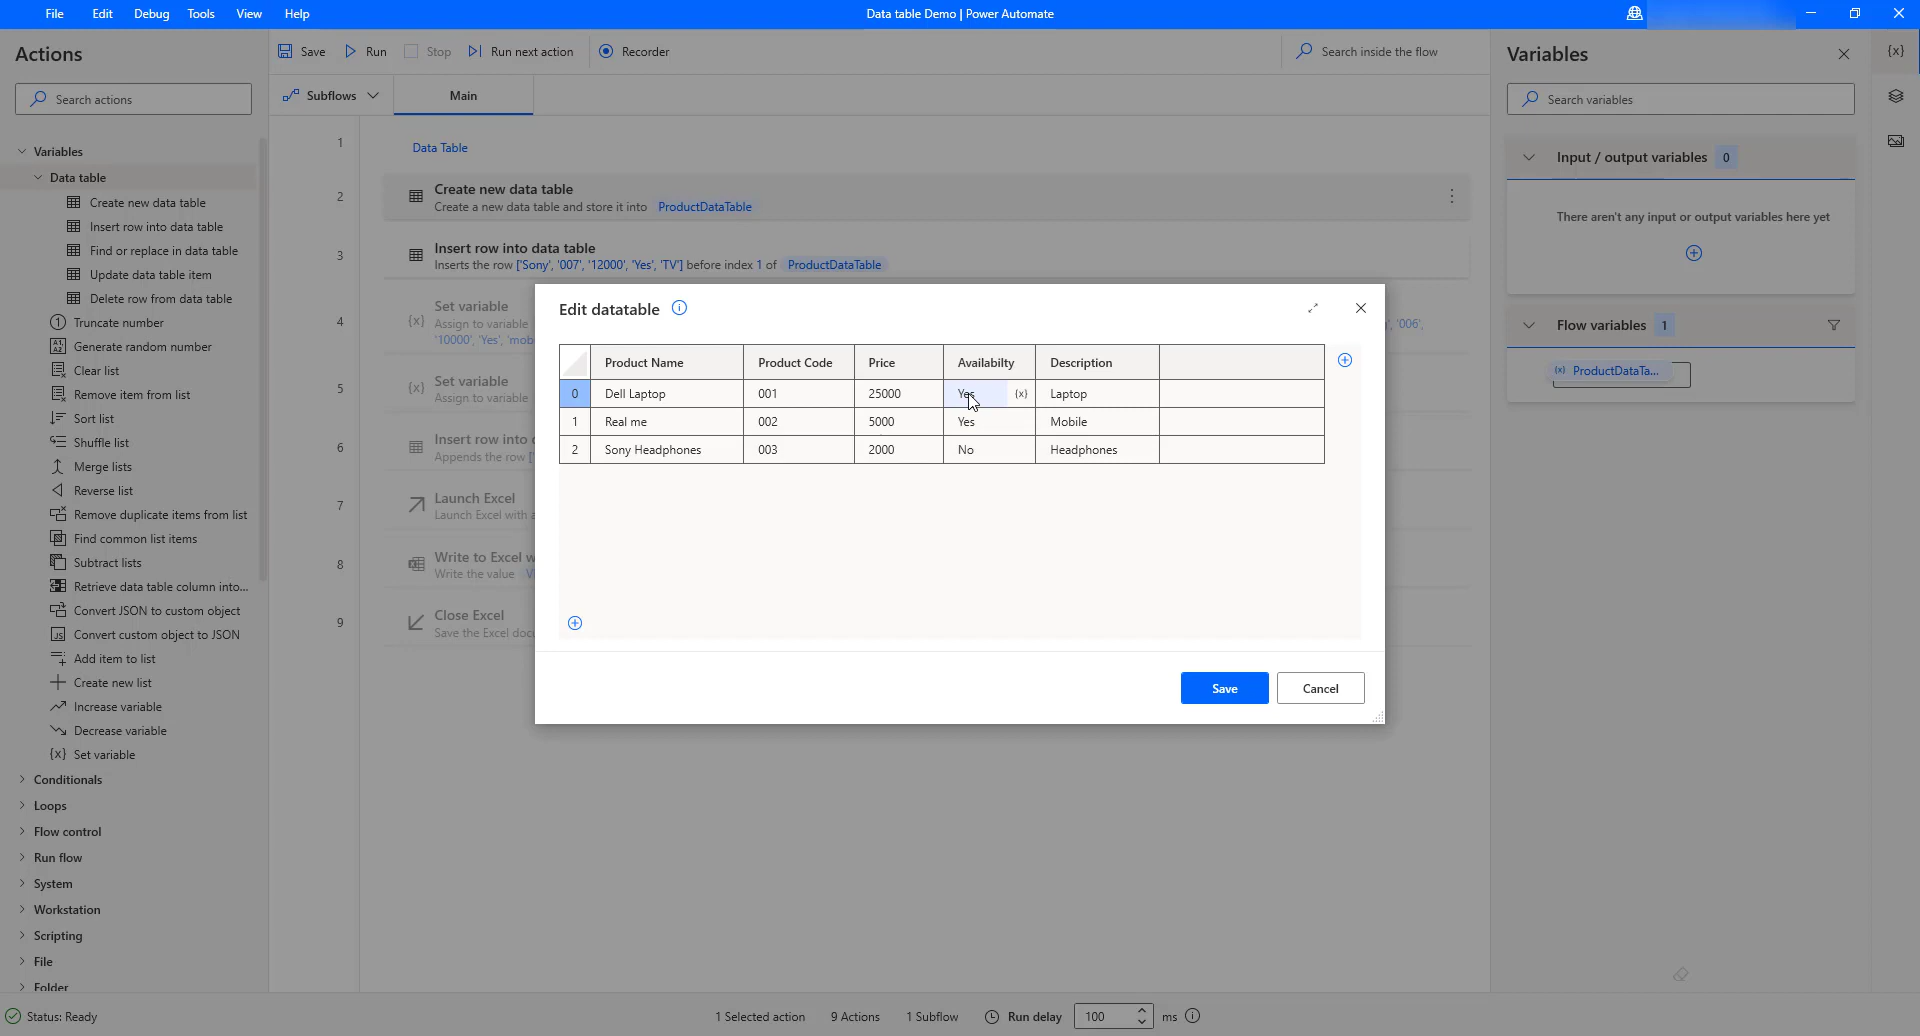 File Edit Debug Tools View Help
Data table Demo | Power Automate
Actions
Search actions
Variables
Data table
Create new data table
Insert row into data table
Find or replace in data table
Update data table item
Delete row from data table
Truncate number
Generate random number
Clear list
Remove item from list
Sort list
Shuffle list
Merge lists
Reverse list
Remove duplicate items from list
Find common list items
Subtract lists
Retrieve data table column into...
Convert JSON to custom object
Convert custom object to JSON
Add item to list
Create new list
Increase variable
Decrease variable
{x} Set variable
Conditionals
Loops
Flow control
Run flow
System
Workstation
Scripting
File
Folder
Save Run Stop Run next action Recorder
Search inside the flow
Subflows Main
1 Data Table
2 Create new data table
Create a new data table and store it into ProductDataTable
3 Insert row into data table
Inserts the row ['Sony', '007', '12000', 'Yes', 'TV'] before index 1 of ProductDataTable
4 {x} Set variable
Assign to variable
', '006',
'10000', 'Yes', 'mob
5 {x} Set variable
Assign to variable
6 Insert row into d
Appends the row [
7 Launch Excel
Launch Excel with a
8 Write to Excel w
Write the value
9 Close Excel
Save the Excel docu
Edit datatable
Product Name Product Code Price Availabilty Description
0 Dell Laptop 001 25000 Yes {x} Laptop
1 Real me 002 5000 Yes Mobile
2 Sony Headphones 003 2000 No Headphones
Save Cancel
Variables
{x}
Search variables
Input / output variables 0
There aren't any input or output variables here yet
Flow variables 1
{x} ProductDataTa...
Status: Ready
1 Selected action 9 Actions 1 Subflow Run delay 100 ms